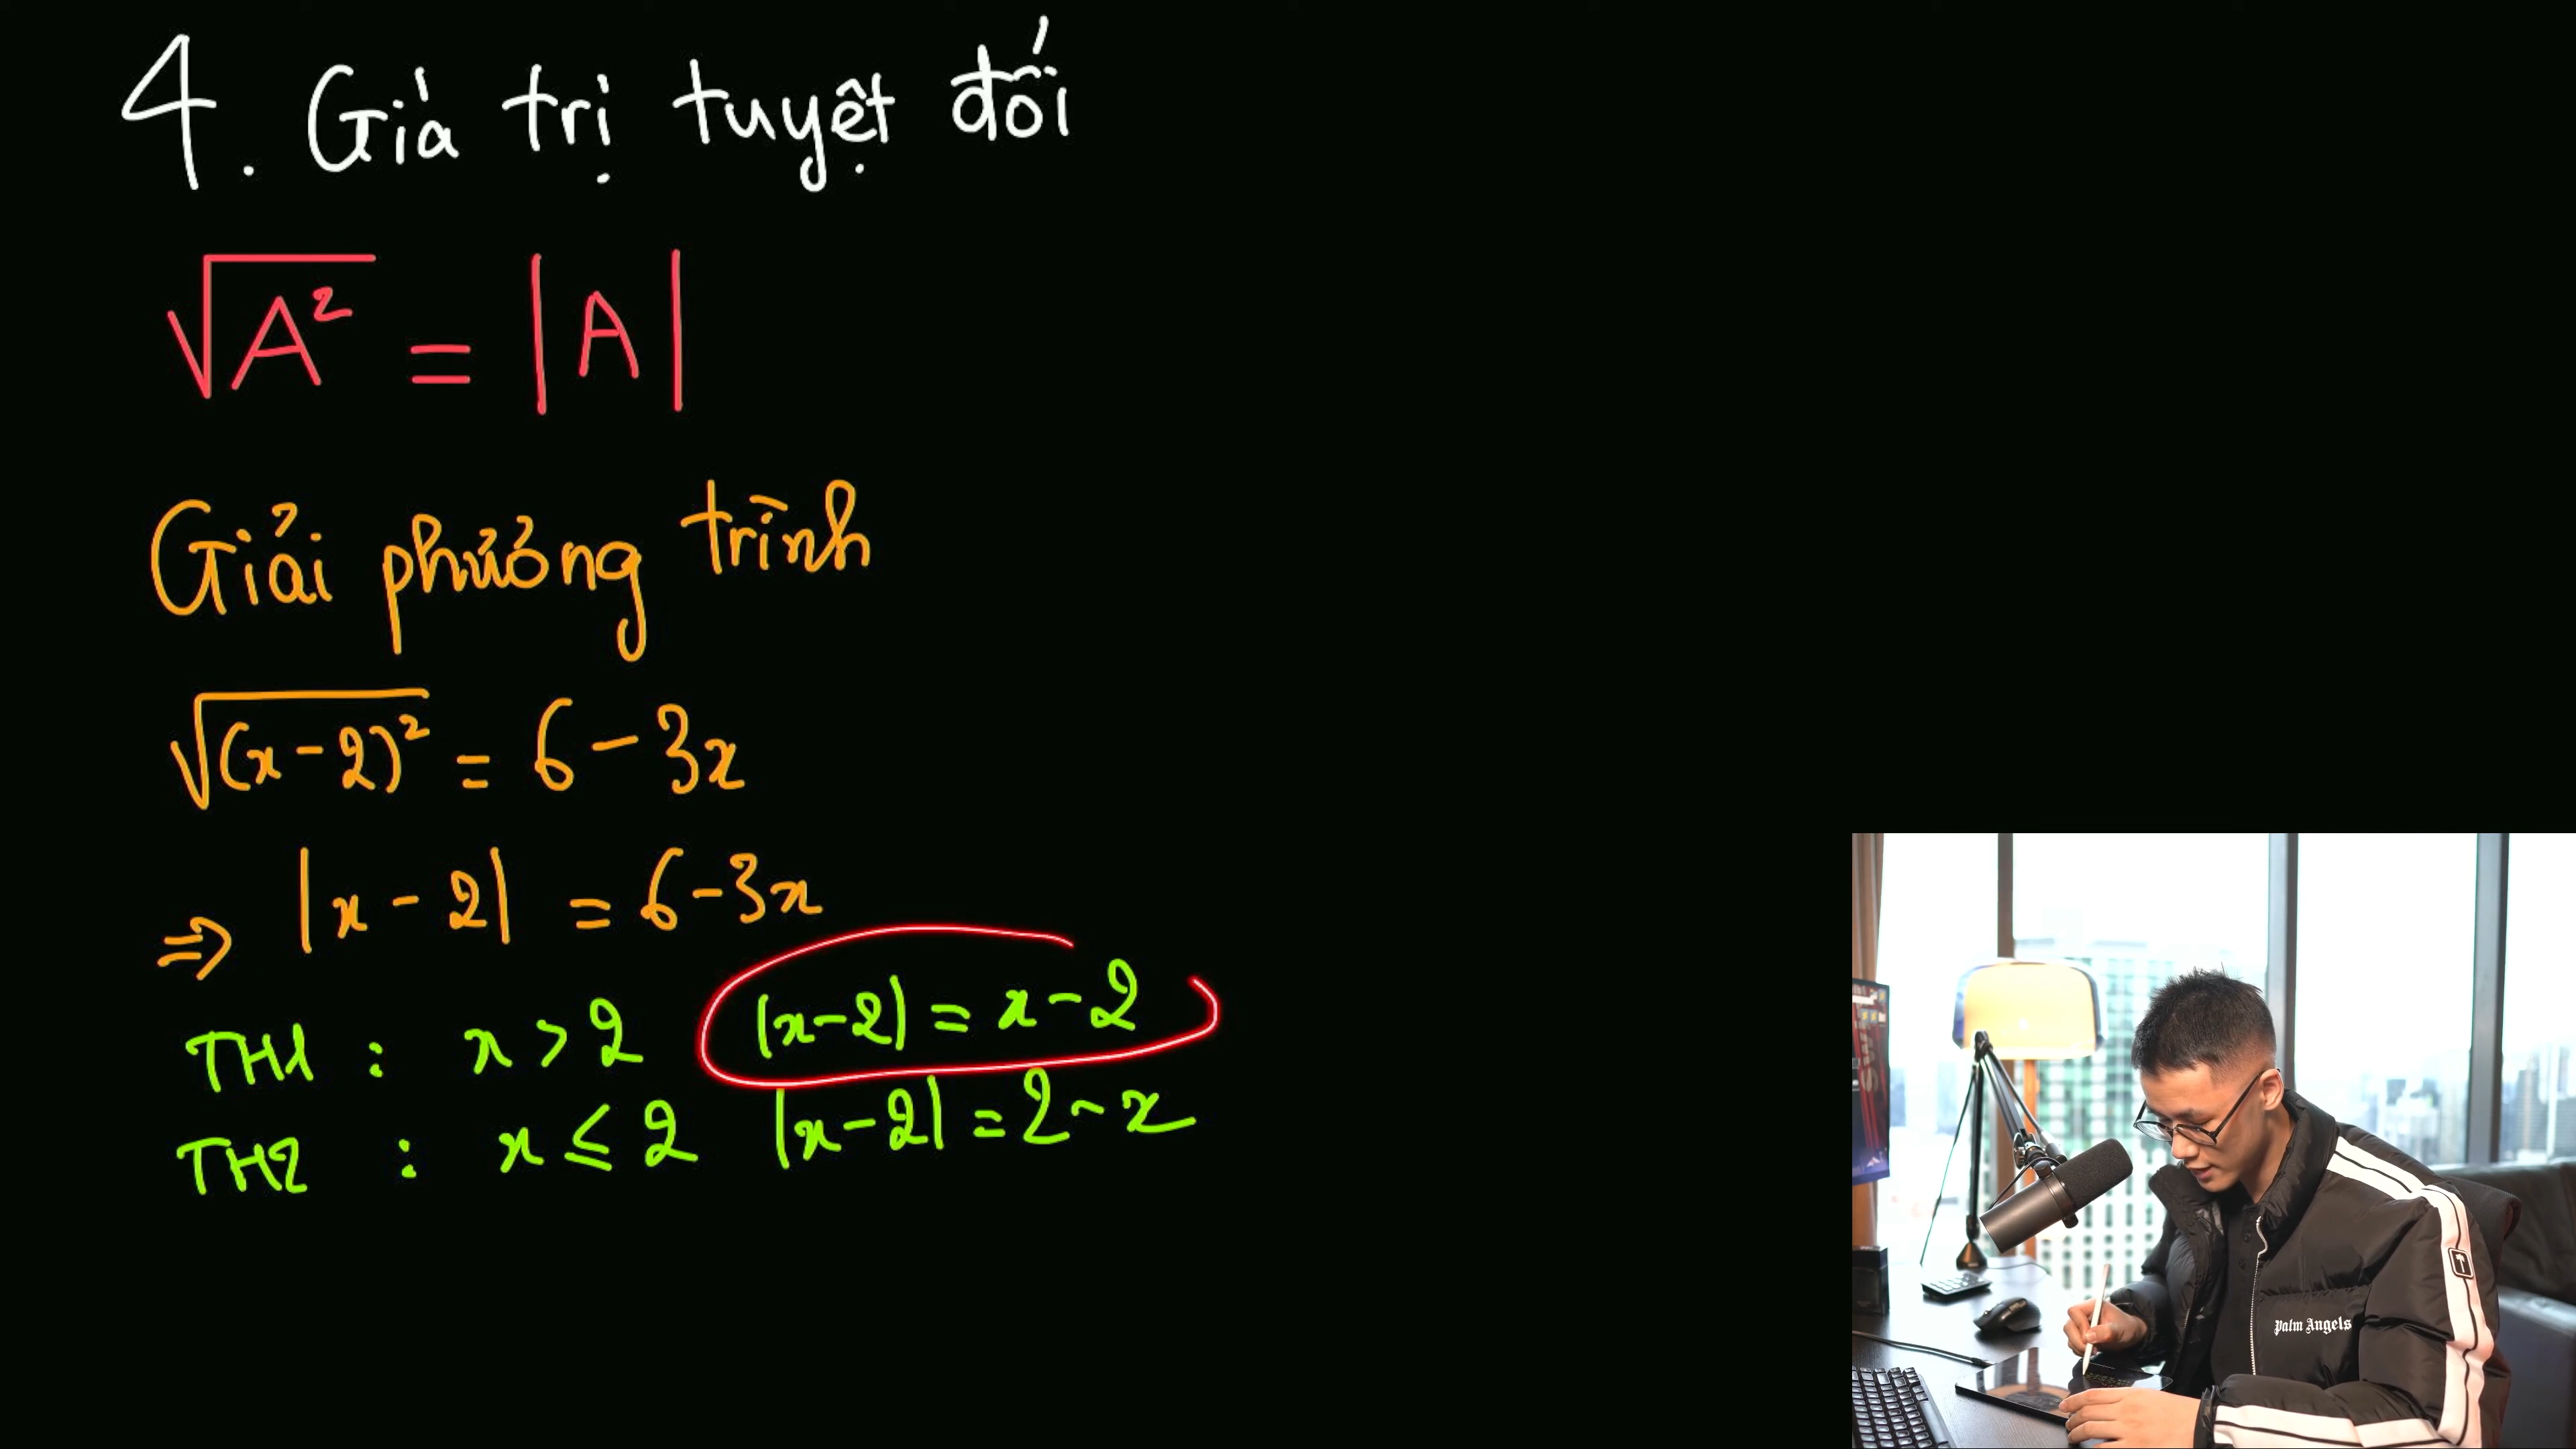 4. Giá trị tuyệt đối
√A² = |A|
Giải phương trình
√(x-2)² = 6-3x
⇒ |x-2| = 6-3x
TH1 : x > 2 |x-2| = x-2
TH2 : x ≤ 2 |x-2| = 2-x
Palm Angels